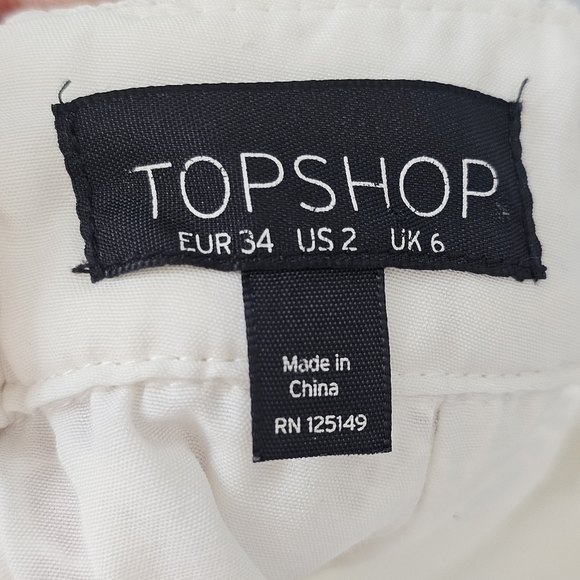 TOPSHOP
EUR 34 US 2 UK 6
Made in
China
RN 125149